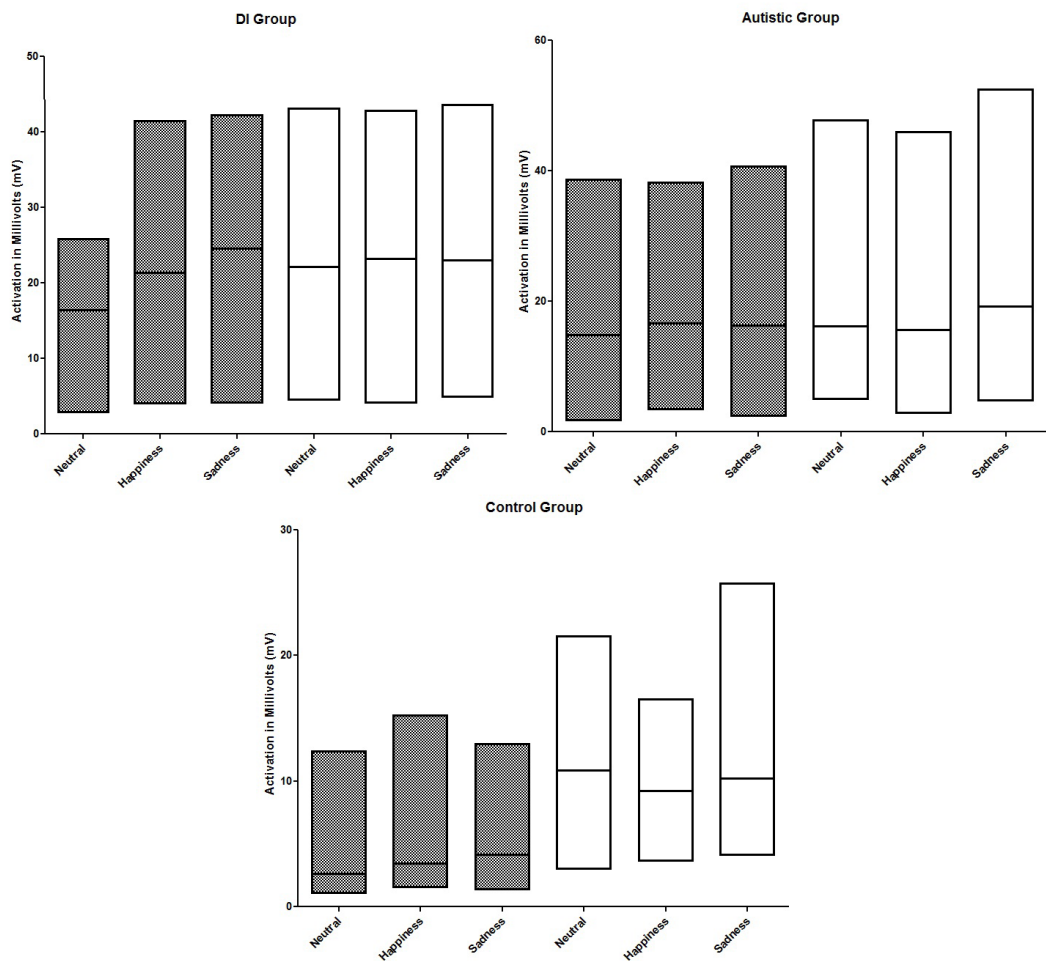 DI Group
Activation in Millivolts (mV)
50
40
30
20
10
0
Neutral
Happiness
Sadness
Neutral
Happiness
Sadness
Autistic Group
Activation in Millivolts (mV)
60
40
20
0
Neutral
Happiness
Sadness
Neutral
Happiness
Sadness
Control Group
Activation in Millivolts (mV)
30
20
10
0
Neutral
Happiness
Sadness
Neutral
Happiness
Sadness